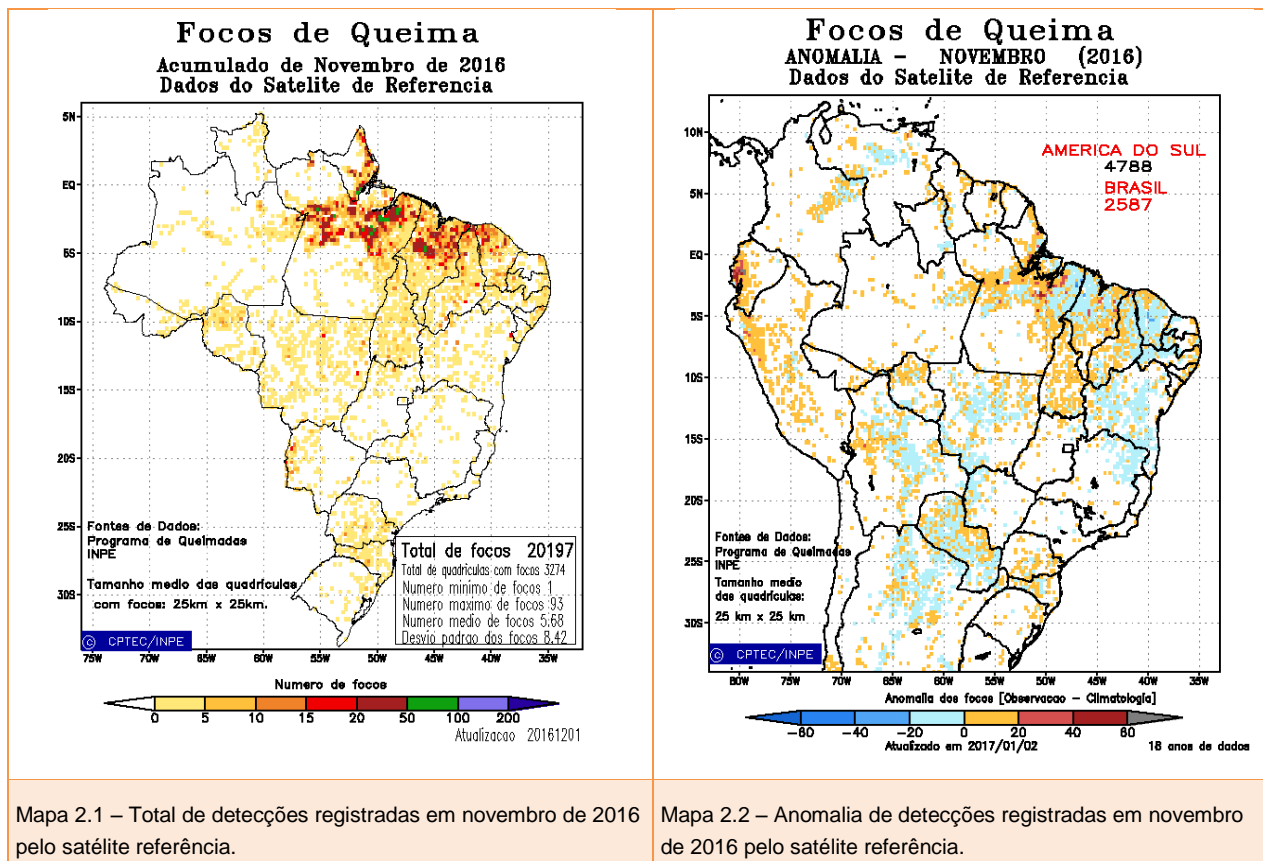 Focos de Queima
Acumulado de Novembro de 2016
Dados do Satelite de Referencia
5N
EQ
5S
10S
15S
20S
25S
30S
Fontes de Dados:
Programa de Queimadas
INPE
Tamanho medio das quadrículas
com focos: 25km x 25km.
Total de focos 20197
Total de quadriculas com focos 3274
Numero minimo de focos 1
Numero maximo de focos 93
Numero medio de focos 5.68
Desvio padrao dos focos 8.42
© CPTEC/INPE
75W 70W 65W 60W 55W 50W 45W 40W 35W
Numero de focos
0 5 10 15 20 50 100 200
Atualizacao 20161201
Mapa 2.1 – Total de detecções registradas em novembro de 2016
pelo satélite referência.
Focos de Queima
ANOMALIA – NOVEMBRO (2016)
Dados do Satelite de Referencia
AMERICA DO SUL
4788
BRASIL
2587
10N
5N
EQ
5S
10S
15S
20S
25S
30S
Fontes de Dados:
Programa de Queimadas
INPE
Tamanho medio
das quadrículas:
25 km x 25 km
© CPTEC/INPE
80W 75W 70W 65W 60W 55W 50W 45W 40W 35W
Anomalia dos focos [Observacao – Climatologia]
-60 -40 -20 0 20 40 60
Atualizado em 2017/01/02 18 anos de dados
Mapa 2.2 – Anomalia de detecções registradas em novembro
de 2016 pelo satélite referência.